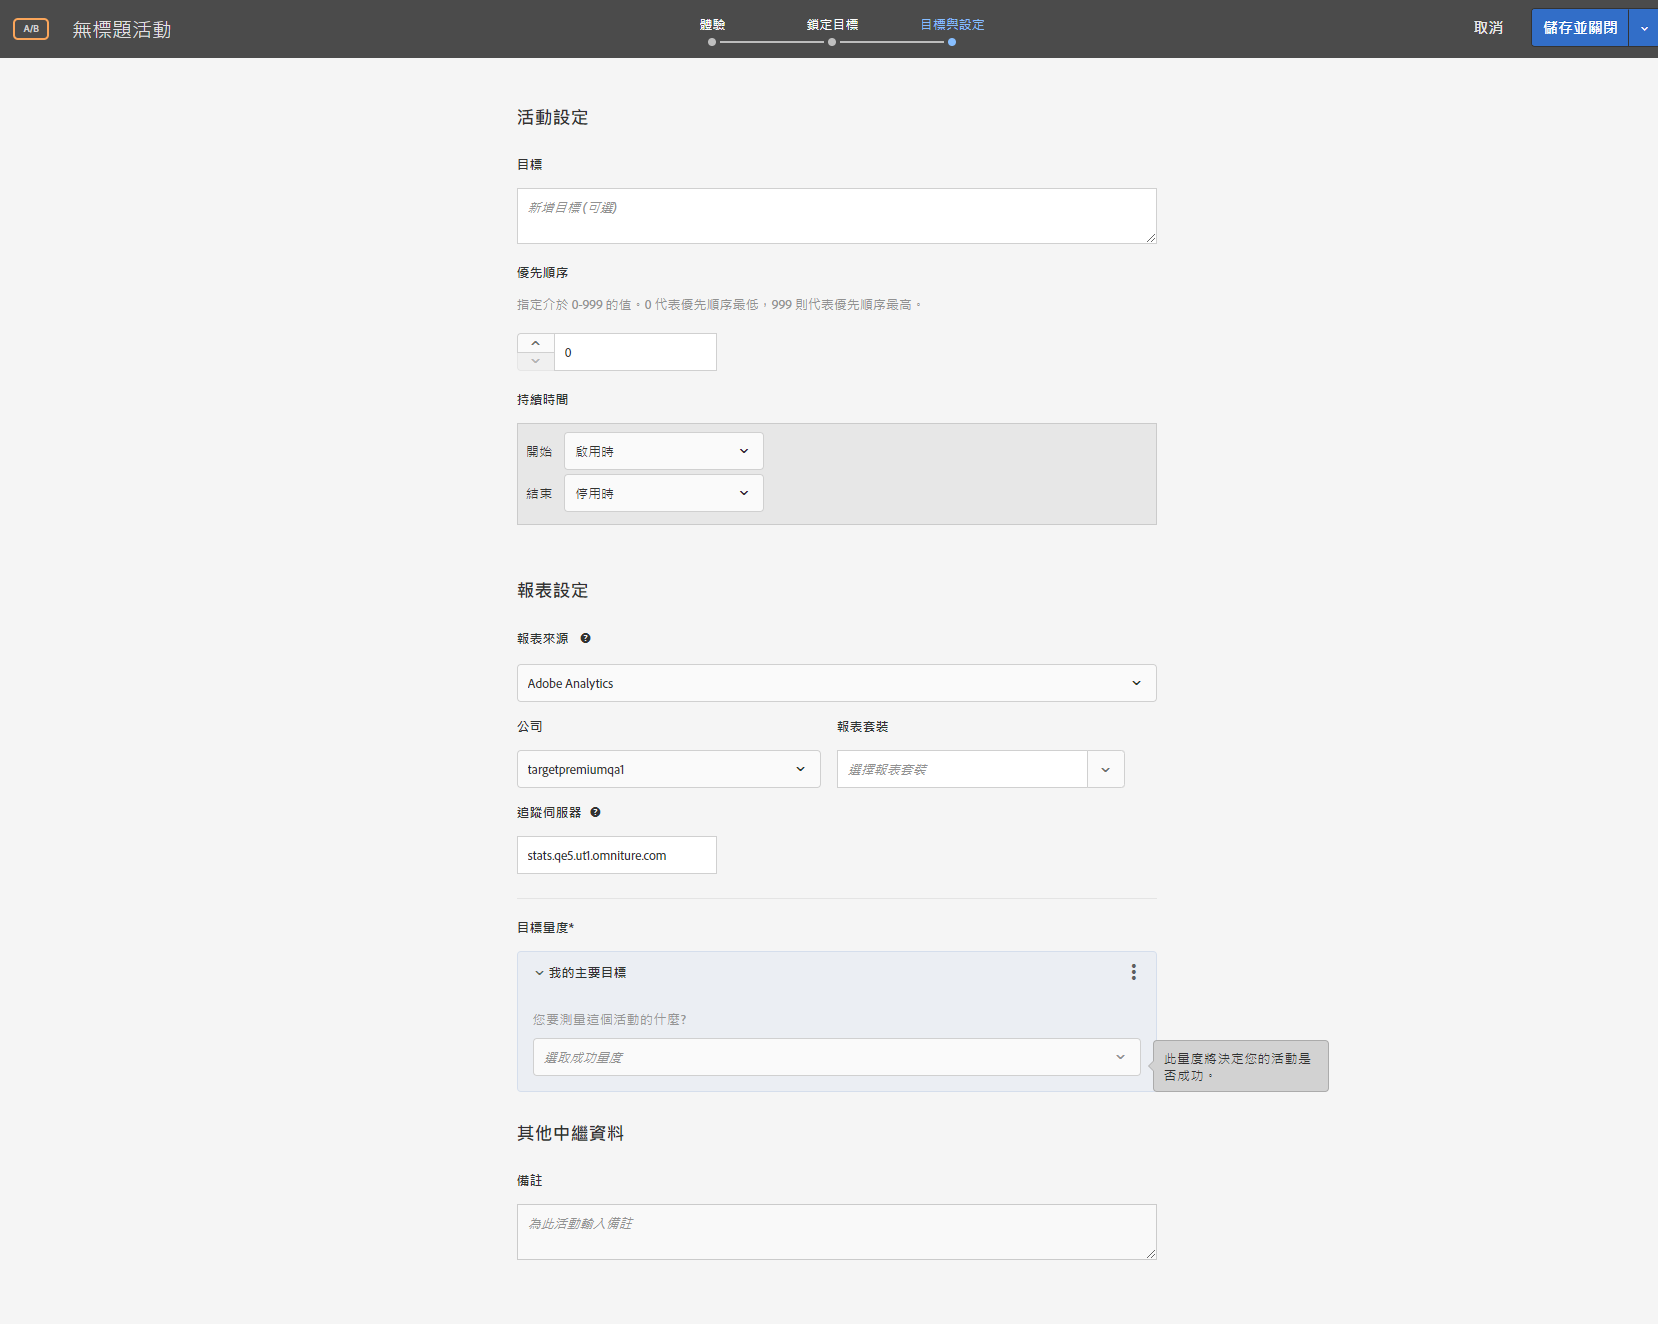 A/B
無標題活動
體驗
鎖定目標
目標與設定
取消
儲存並關閉
活動設定
目標
新增目標 (可選)
優先順序
指定介於 0-999 的值。0 代表優先順序最低，999 則代表優先順序最高。
0
持續時間
開始
啟用時
結束
停用時
報表設定
報表來源
Adobe Analytics
公司
報表套裝
targetpremiumqa1
選擇報表套裝
追蹤伺服器
stats.qe5.ut1.omniture.com
目標量度*
我的主要目標
您要測量這個活動的什麼?
選取成功量度
此量度將決定您的活動是
否成功。
其他中繼資料
備註
為此活動輸入備註